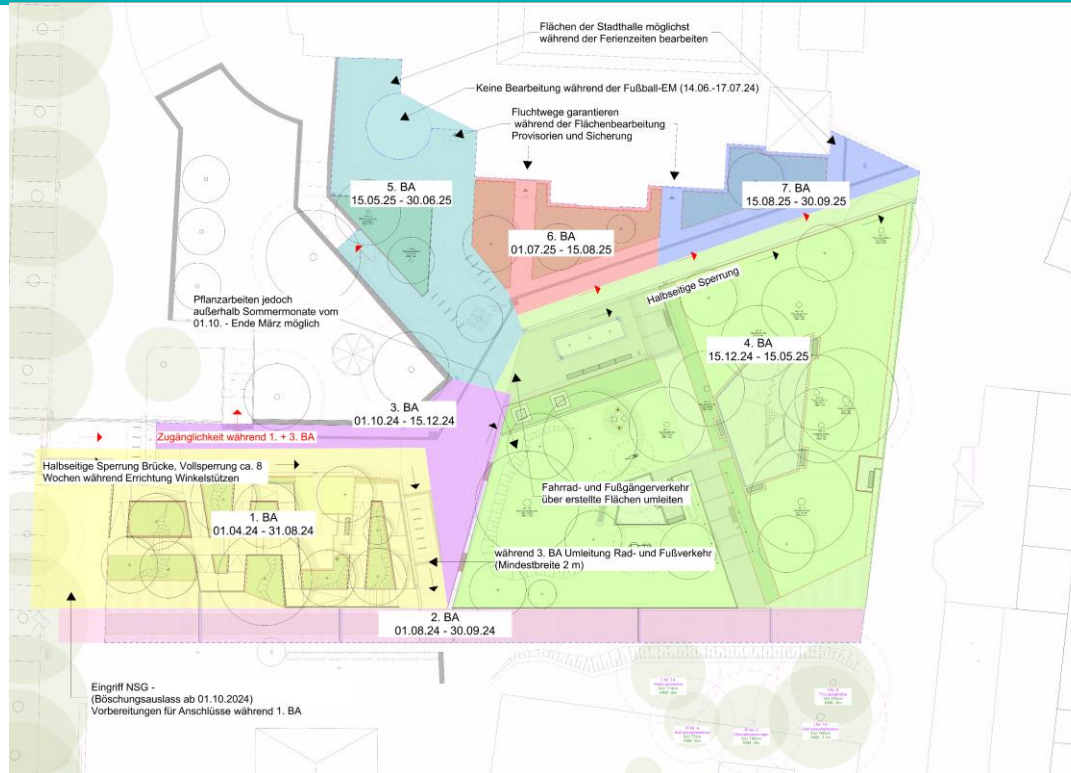 Flächen der Stadthalle möglichst
während der Ferienzeiten bearbeiten
Keine Bearbeitung während der Fußball-EM (14.06.-17.07.24)
Fluchtwege garantieren
während der Flächenbearbeitung
Provisorien und Sicherung
5. BA
15.05.25 - 30.06.25
7. BA
15.08.25 - 30.09.25
6. BA
01.07.25 - 15.08.25
Halbseitige Sperrung
Pflanzarbeiten jedoch
außerhalb Sommermonate vom
01.10. - Ende März möglich
4. BA
15.12.24 - 15.05.25
3. BA
01.10.24 - 15.12.24
Zugänglichkeit während 1. + 3. BA
Halbseitige Sperrung Brücke, Vollsperrung ca. 8
Wochen während Errichtung Winkelstützen
Fahrrad- und Fußgängerverkehr
über erstellte Flächen umleiten
1. BA
01.04.24 - 31.08.24
während 3. BA Umleitung Rad- und Fußverkehr
(Mindestbreite 2 m)
2. BA
01.08.24 - 30.09.24
Eingriff NSG -
(Böschungsauslass ab 01.10.2024)
Vorbereitungen für Anschlüsse während 1. BA